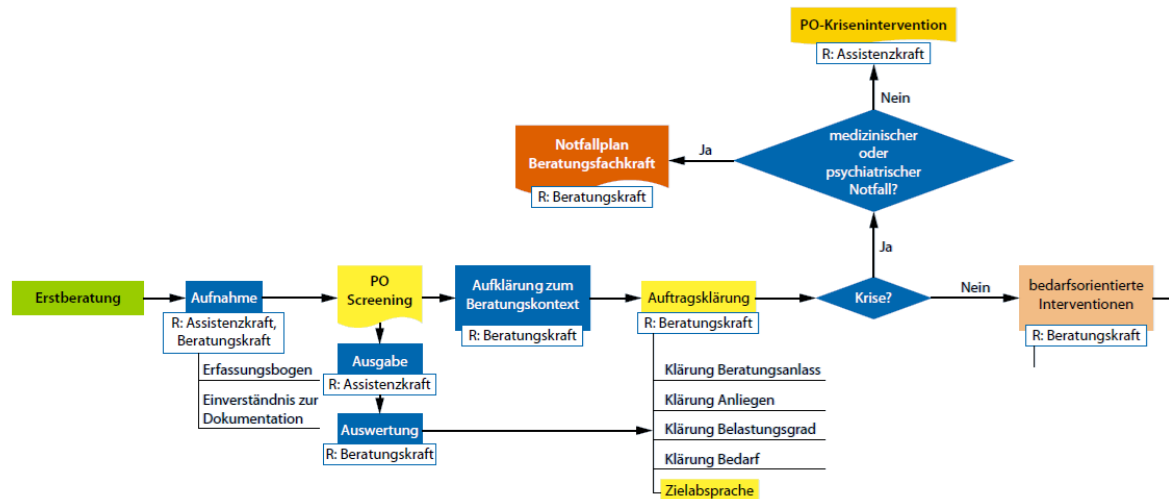 PO-Krisenintervention
R: Assistenzkraft
Nein
medizinischer
oder
psychiatrischer
Notfall?
Ja
Notfallplan
Beratungsfachkraft
R: Beratungskraft
Ja
Erstberatung
Aufnahme
R: Assistenzkraft,
Beratungskraft
Erfassungsbogen
Einverständnis zur
Dokumentation
PO
Screening
Ausgabe
R: Assistenzkraft
Auswertung
R: Beratungskraft
Aufklärung zum
Beratungskontext
R: Beratungskraft
Auftragsklärung
R: Beratungskraft
Klärung Beratungsanlass
Klärung Anliegen
Klärung Belastungsgrad
Klärung Bedarf
Zielabsprache
Krise?
Nein
bedarfsorientierte
Interventionen
R: Beratungskraft